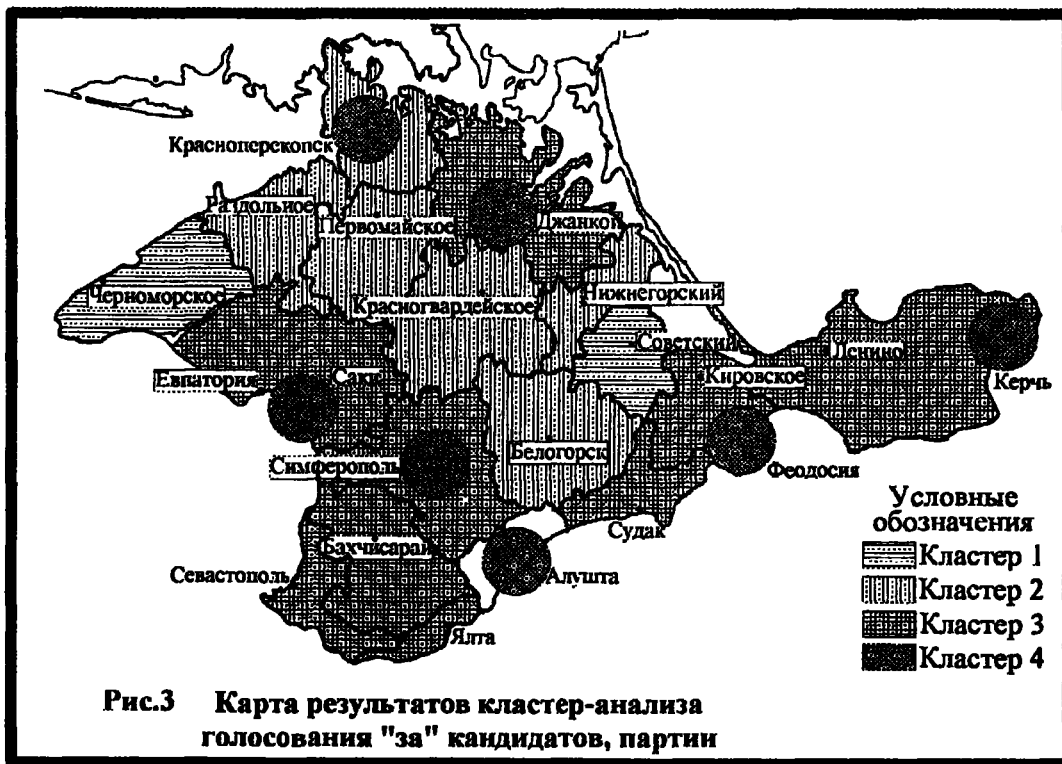 Красноперекопск
Раздольное
Первомайское
Джанкой
Черноморское
Красногвардейское
Нижнегорский
Советский
Ленино
Евпатория
Саки
Кировское
Керчь
Симферополь
Белогорск
Феодосия
Судак
Бахчисарай
Севастополь
Алушта
Ялта
Условные
обозначения
Кластер 1
Кластер 2
Кластер 3
Кластер 4
Рис.3 Карта результатов кластер-анализа
голосования "за" кандидатов, партии